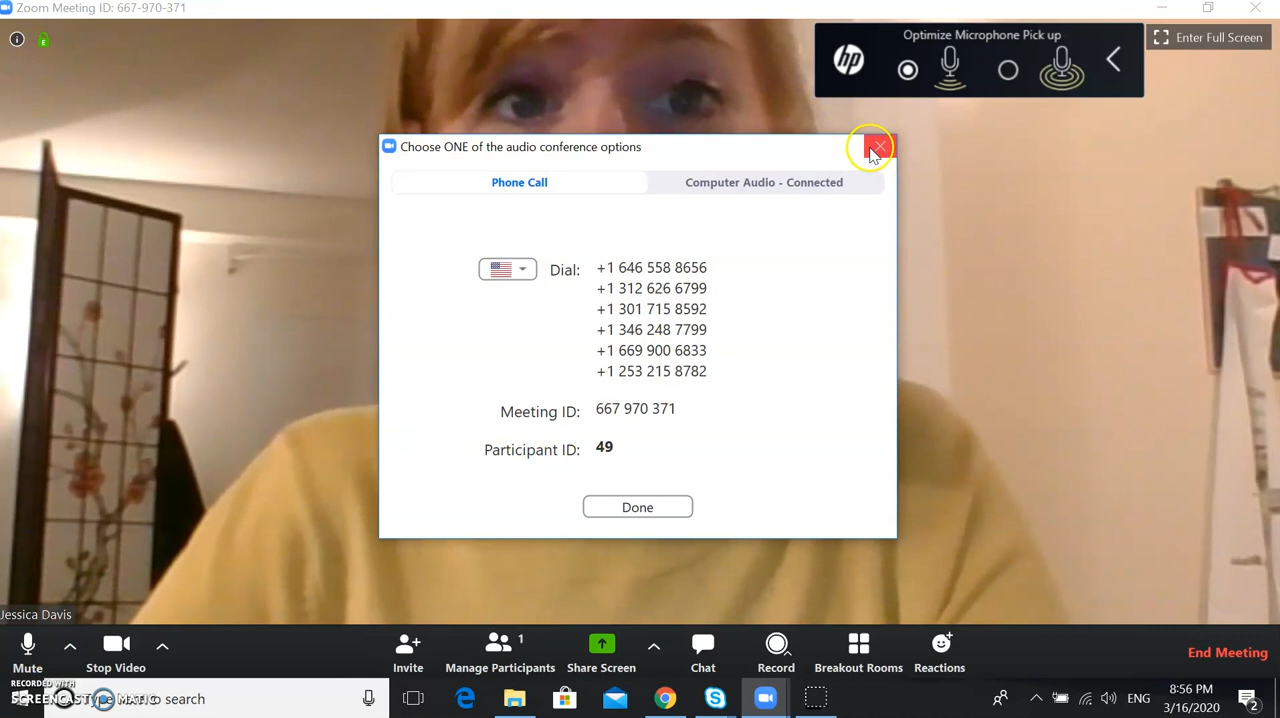 Zoom Meeting ID: 667-970-371
Optimize Microphone Pick up
hp
Enter Full Screen
E
Choose ONE of the audio conference options
Phone Call
Computer Audio - Connected
Dial:
+1 646 558 8656
+1 312 626 6799
+1 301 715 8592
+1 346 248 7799
+1 669 900 6833
+1 253 215 8782
Meeting ID: 667 970 371
Participant ID: 49
Done
Jessica Davis
Mute
Stop Video
Invite
1
Manage Participants
Share Screen
Chat
Record
Breakout Rooms
Reactions
End Meeting
RECORDED WITH
SCREENCAST MATIC
search
ENG
8:56 PM
3/16/2020
2